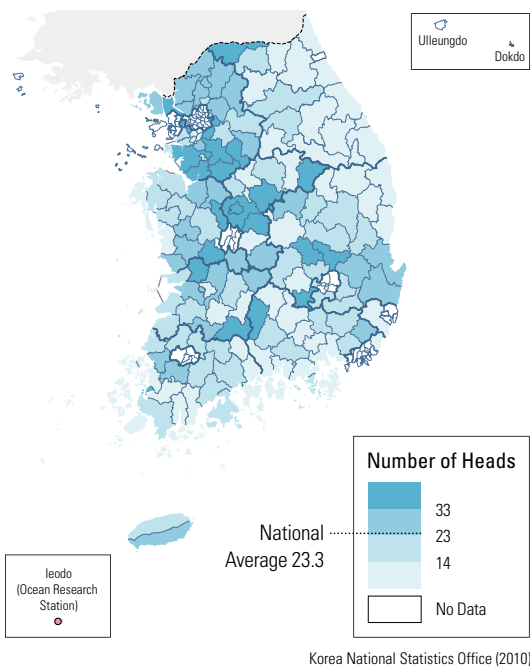 Ulleungdo
Dokdo
Number of Heads
33
23
14
No Data
National
Average 23.3
Ieodo
(Ocean Research
Station)
Korea National Statistics Office (2010)